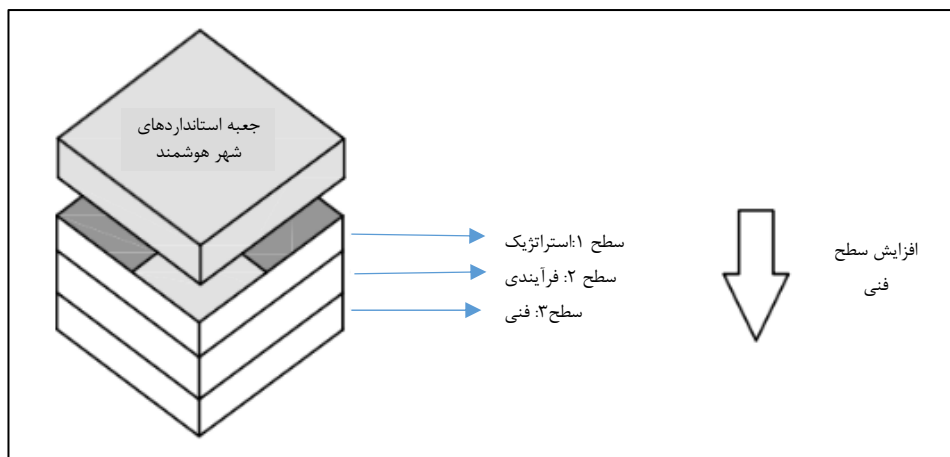 جعبه استانداردهای
شهر هوشمند
سطح ۱:استراتژیک
سطح ۲: فرآیندی
سطح۳: فنی
افزایش سطح
فنی